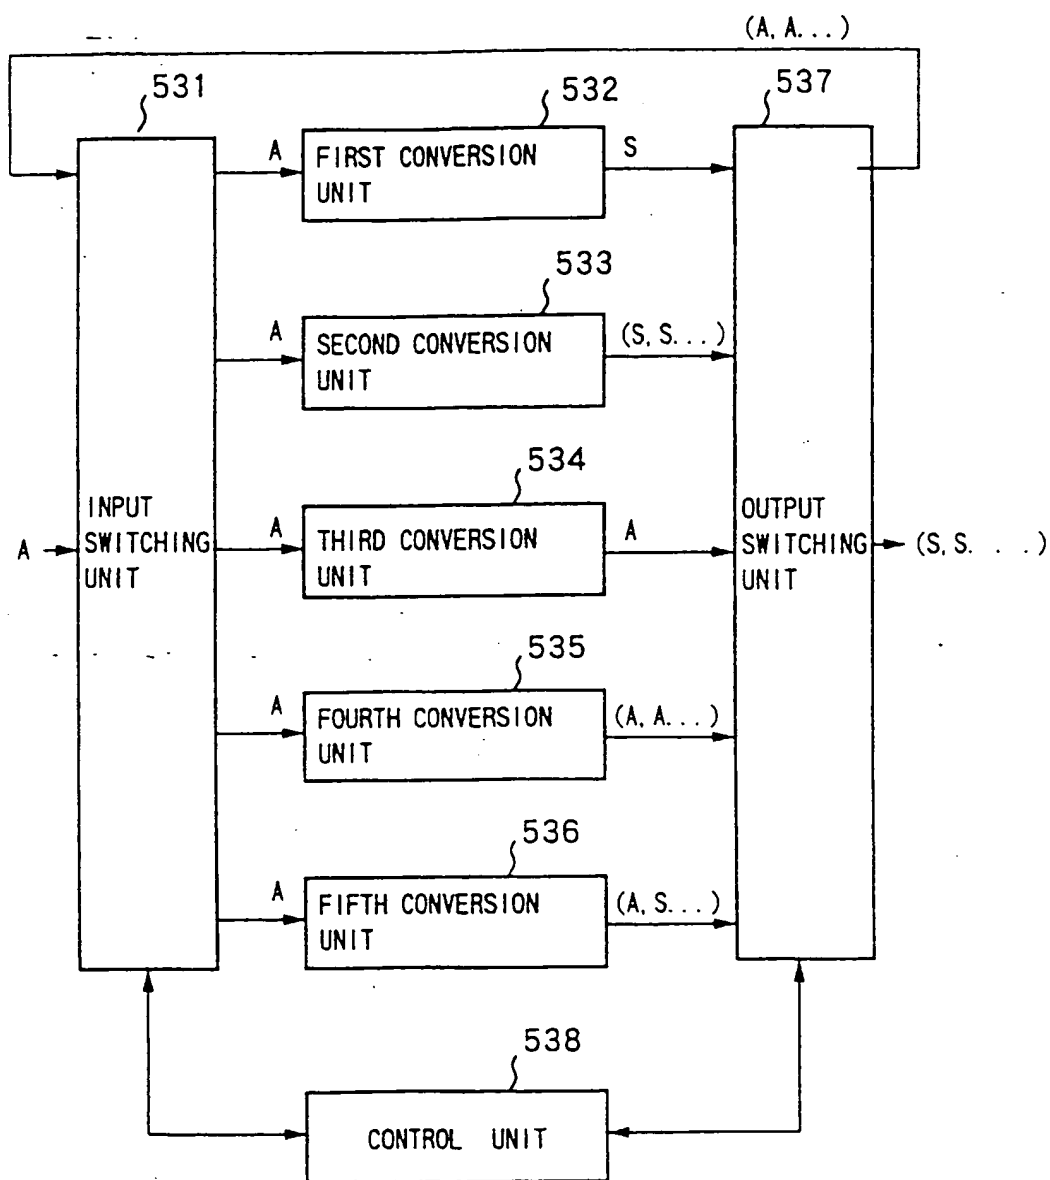 (A, A...)
531
532
537
A
FIRST CONVERSION
UNIT
S
533
A
SECOND CONVERSION
UNIT
(S, S...)
534
A
INPUT
SWITCHING
UNIT
A
THIRD CONVERSION
UNIT
A
OUTPUT
SWITCHING
UNIT
(S, S. . . .)
535
A
FOURTH CONVERSION
UNIT
(A, A...)
536
A
FIFTH CONVERSION
UNIT
(A, S...)
538
CONTROL UNIT